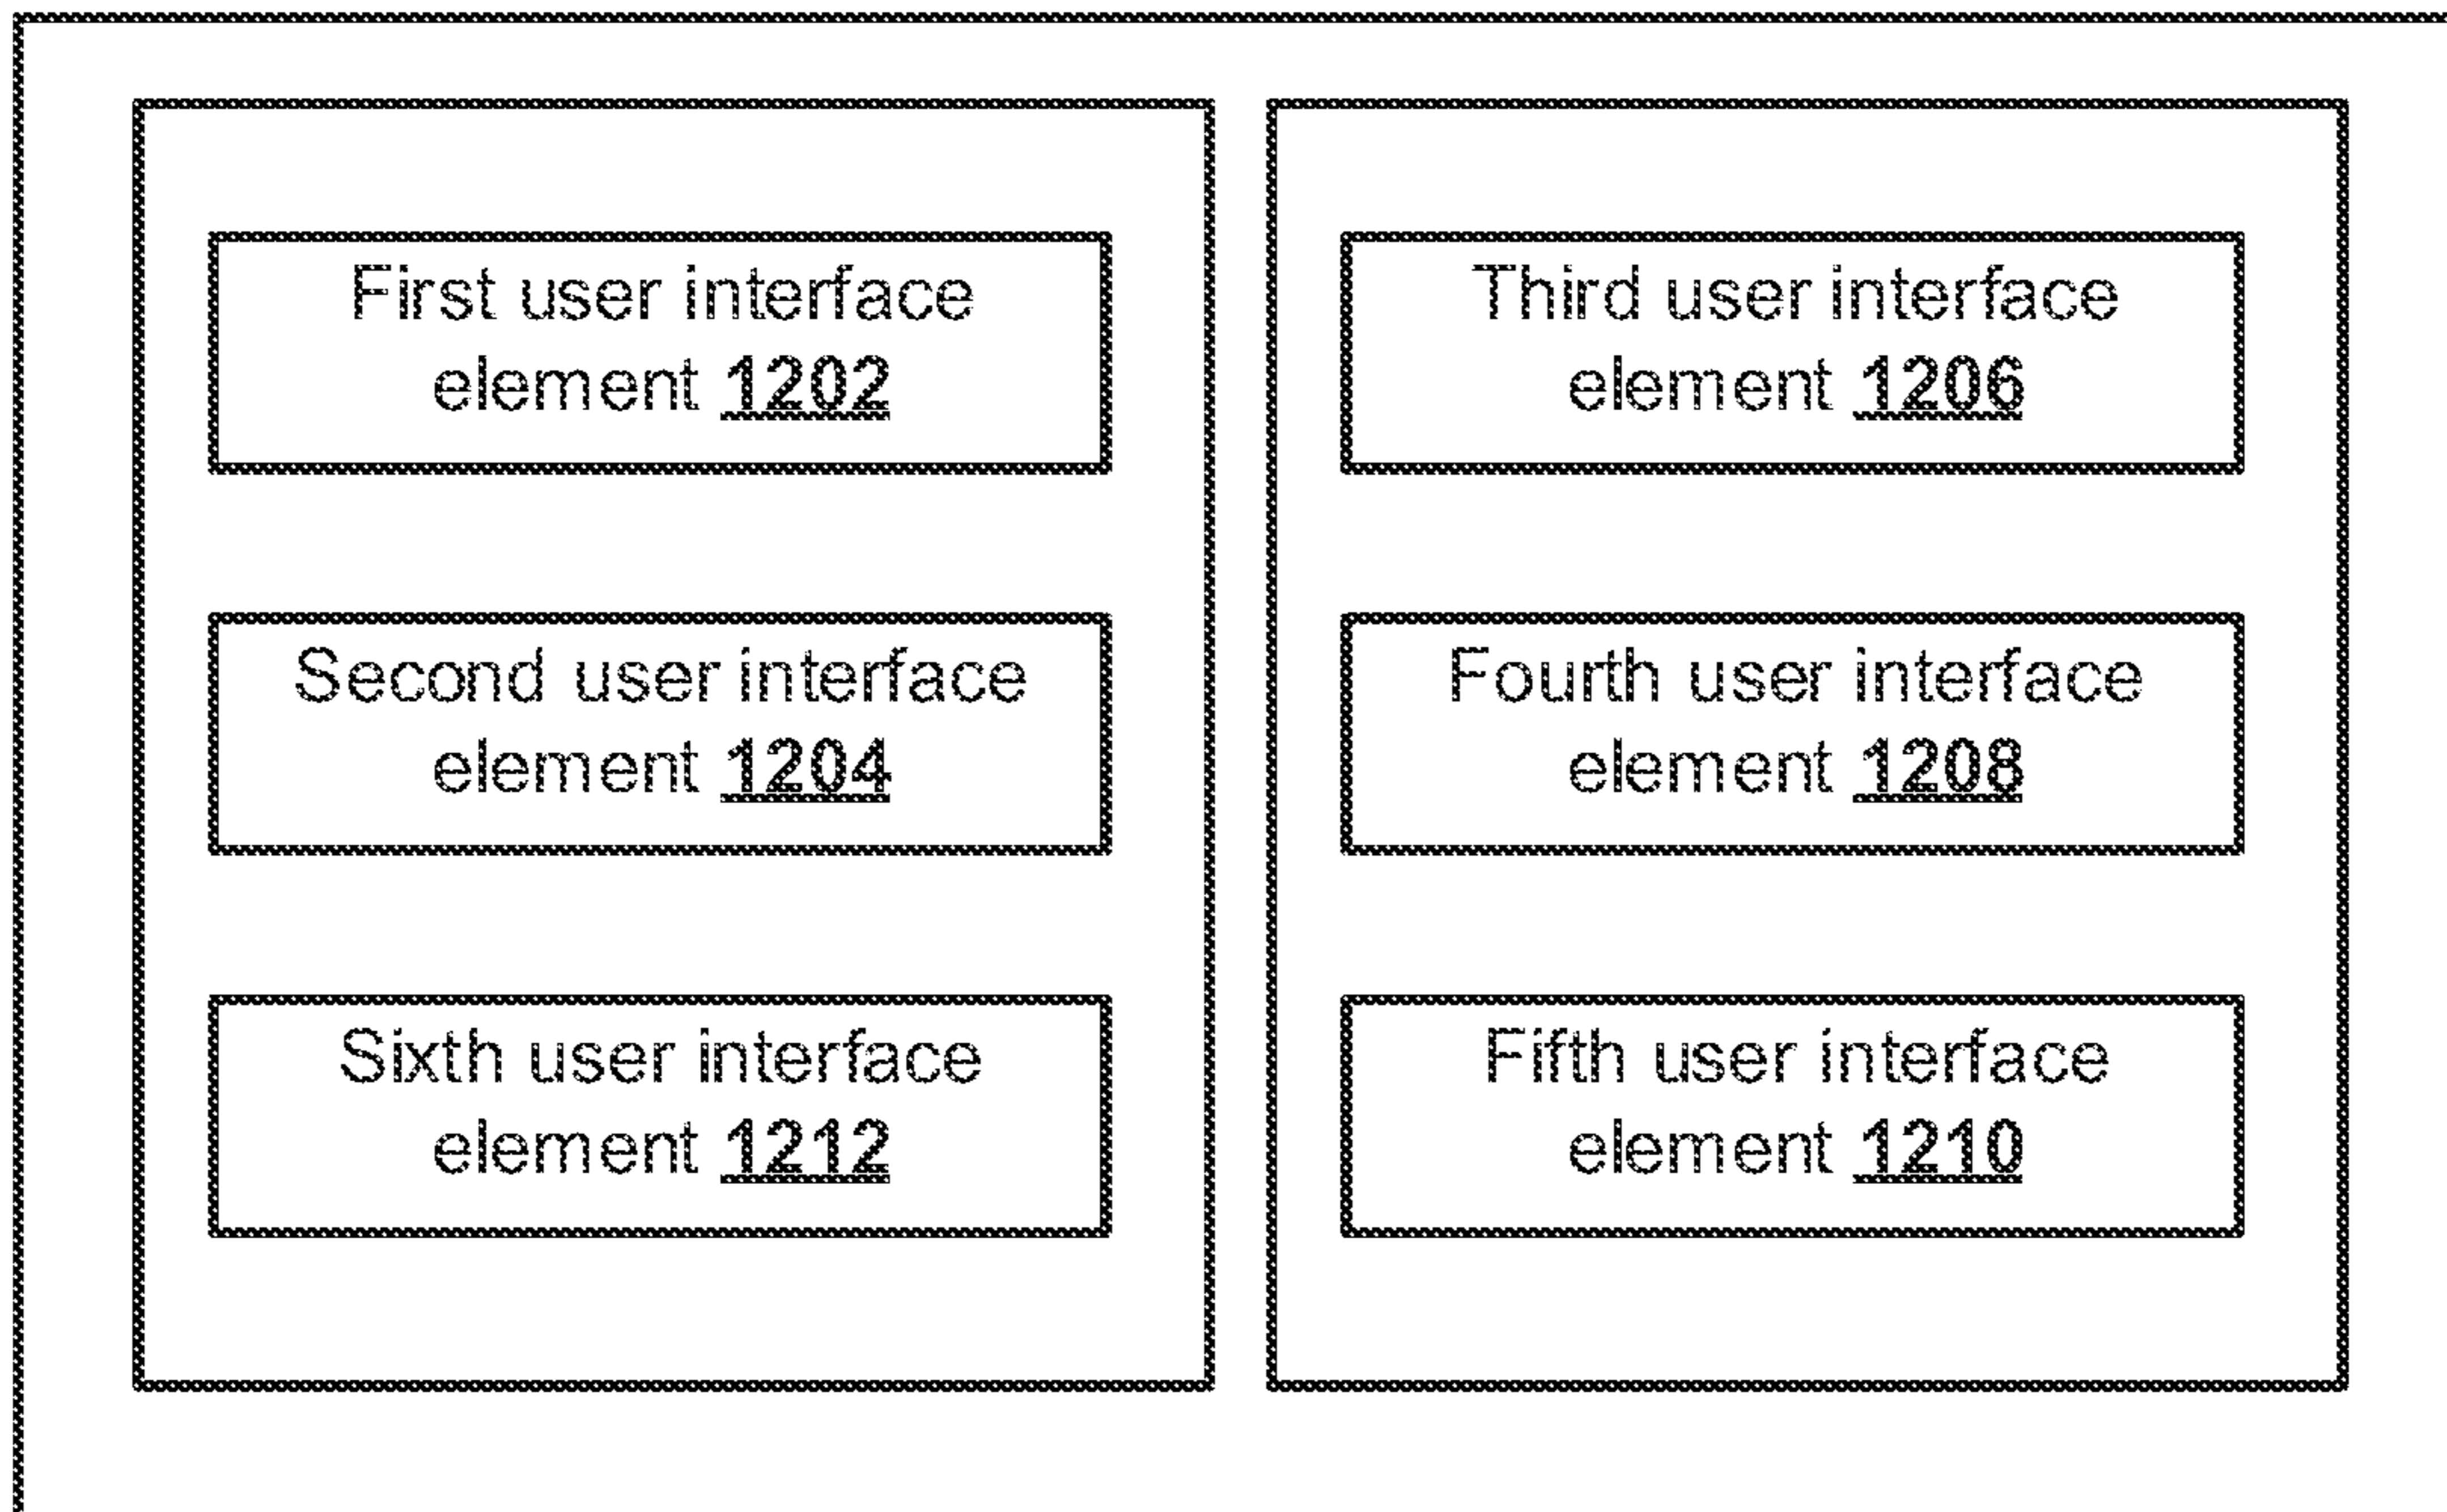 First user interface
element 1202
Second user interface
element 1204
Sixth user interface
element 1212
Third user interface
element 1206
Fourth user interface
element 1208
Fifth user interface
element 1210